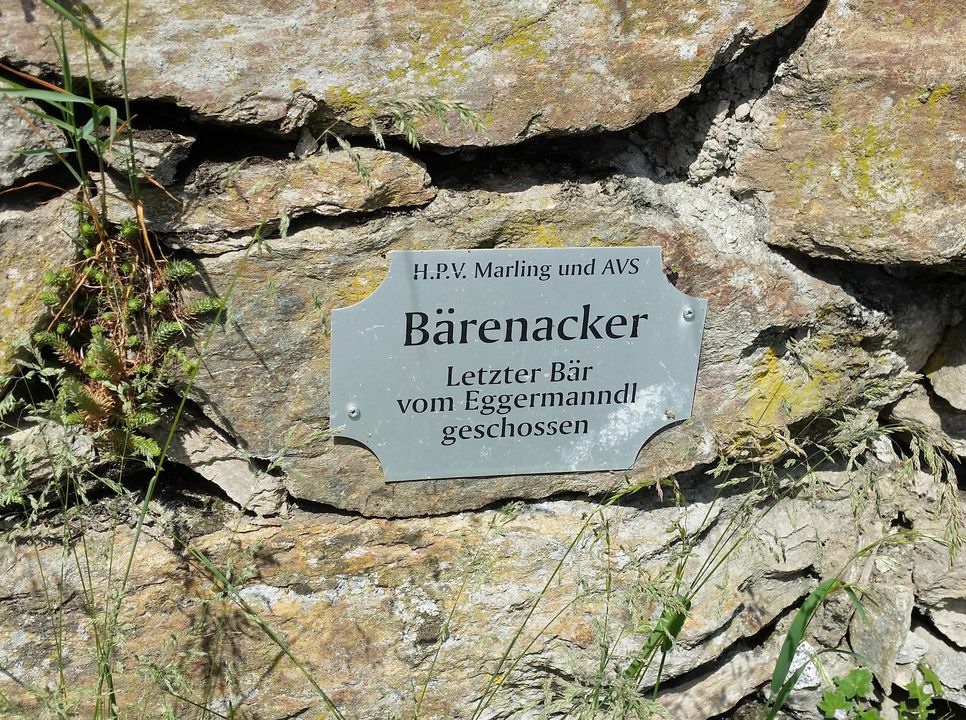 H.P.V. Marling und AVS
Bärenacker
Letzter Bär
vom Eggermanndl
geschossen